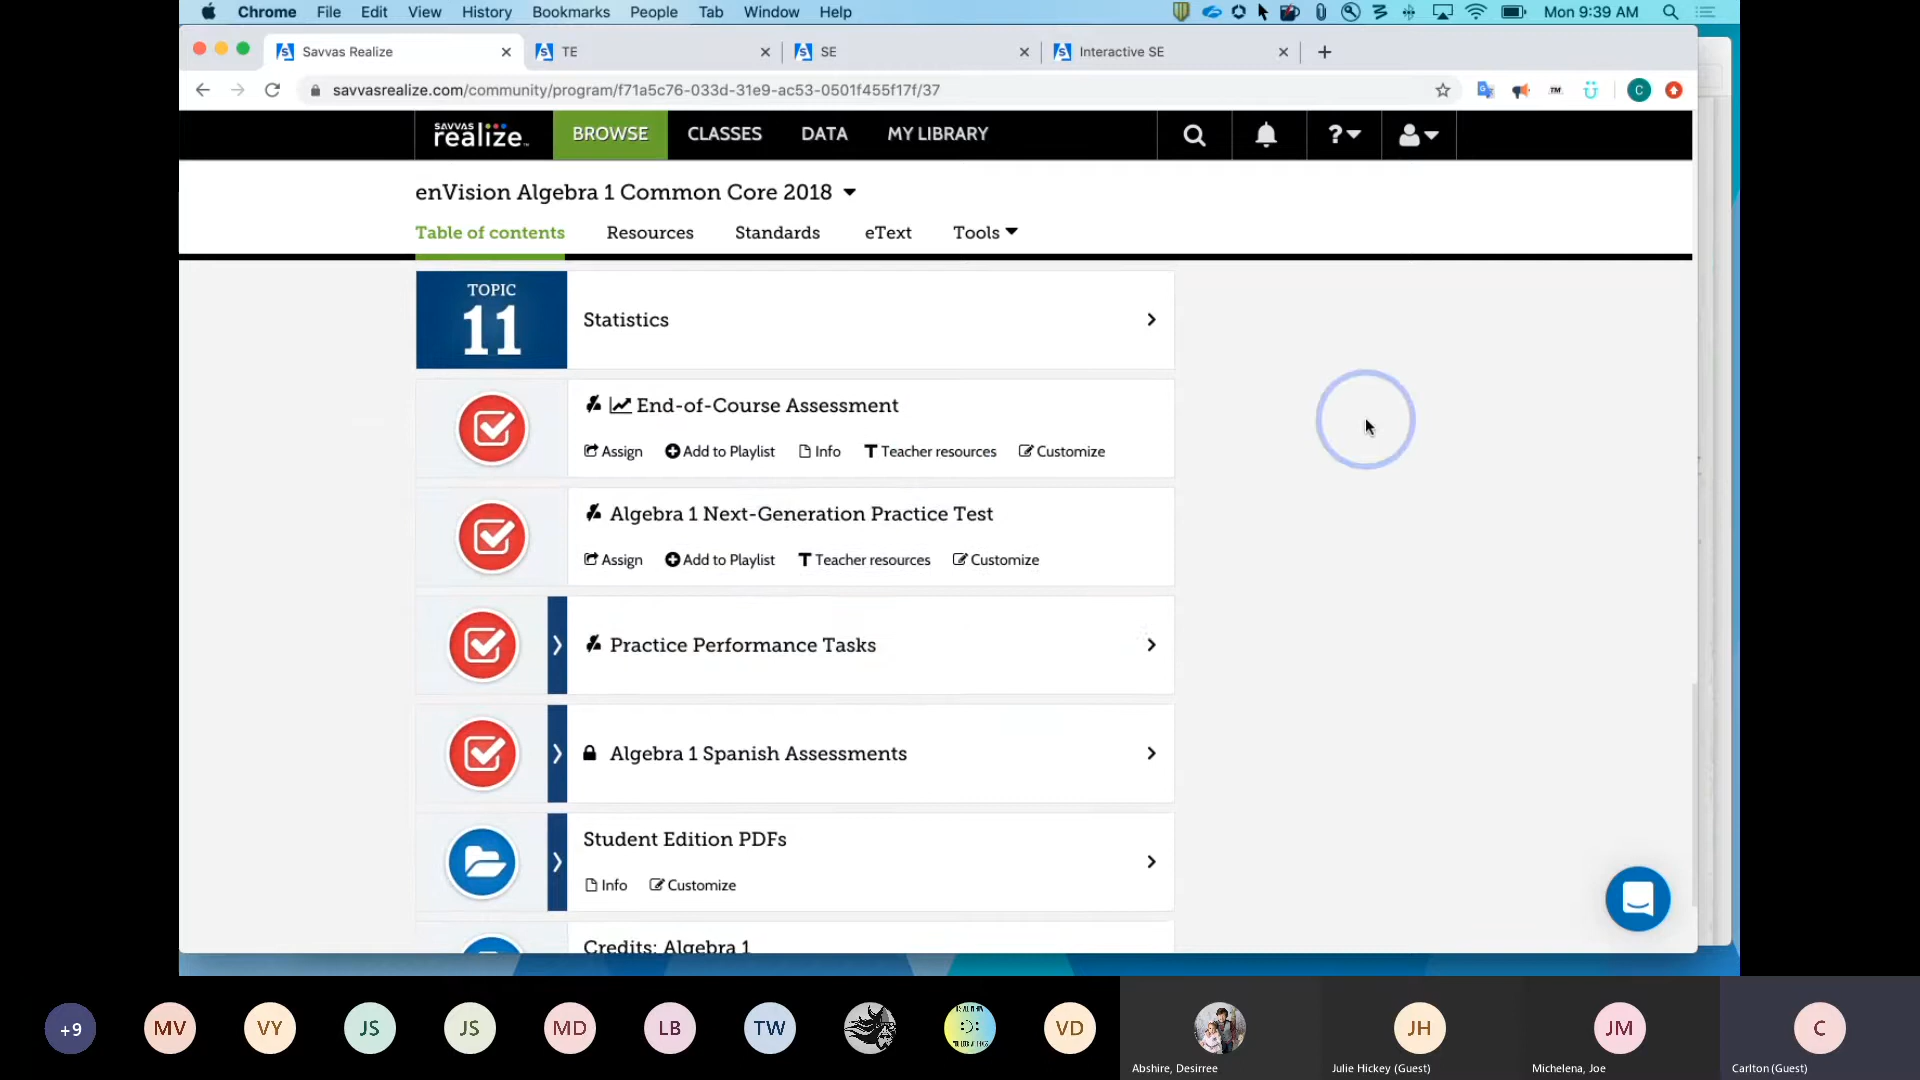 Chrome File Edit View History Bookmarks People Tab Window Help Mon 9:39 AM
Savvas Realize TE SE Interactive SE
savvasrealize.com/community/program/f71a5c76-033d-31e9-ac53-0501f455f17f/37
C
SAVVAS realize BROWSE CLASSES DATA MY LIBRARY ?
enVision Algebra 1 Common Core 2018
Table of contents Resources Standards eText Tools
TOPIC
11
Statistics
End-of-Course Assessment
Assign Add to Playlist Info Teacher resources Customize
Algebra 1 Next-Generation Practice Test
Assign Add to Playlist Teacher resources Customize
Practice Performance Tasks
Algebra 1 Spanish Assessments
Student Edition PDFs
Info Customize
Credits: Algebra 1
+9 MV VY JS JS MD LB TW VD JH JM C
Abshire, Desirree Julie Hickey (Guest) Michelena, Joe Carlton (Guest)